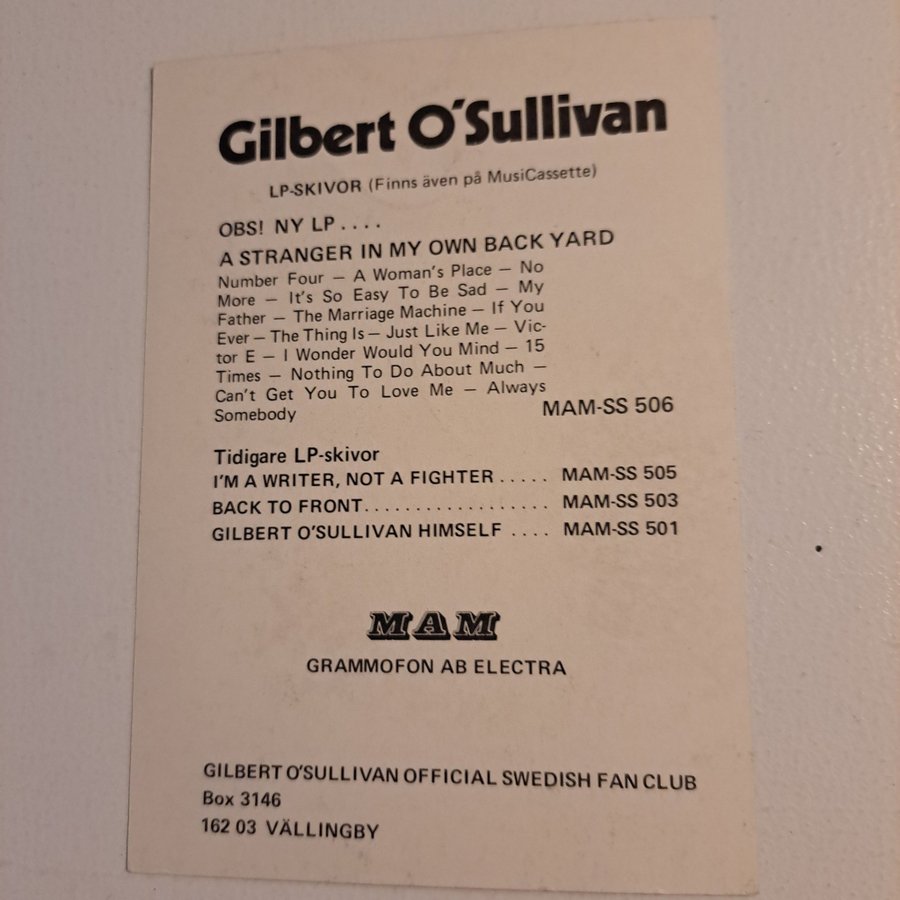 Gilbert O'Sullivan
LP-SKIVOR (Finns även på MusiCassette)
OBS! NY LP . . . .
A STRANGER IN MY OWN BACK YARD
Number Four — A Woman's Place — No
More — It's So Easy To Be Sad — My
Father — The Marriage Machine — If You
Ever — The Thing Is — Just Like Me — Vic-
tor E — I Wonder Would You Mind — 15
Times — Nothing To Do About Much —
Can't Get You To Love Me — Always
Somebody MAM-SS 506
Tidigare LP-skivor
I'M A WRITER, NOT A FIGHTER . . . . . MAM-SS 505
BACK TO FRONT . . . . . . . . . . . . . . . . . . MAM-SS 503
GILBERT O'SULLIVAN HIMSELF . . . . MAM-SS 501
MAM
GRAMMOFON AB ELECTRA
GILBERT O'SULLIVAN OFFICIAL SWEDISH FAN CLUB
Box 3146
162 03 VÄLLINGBY